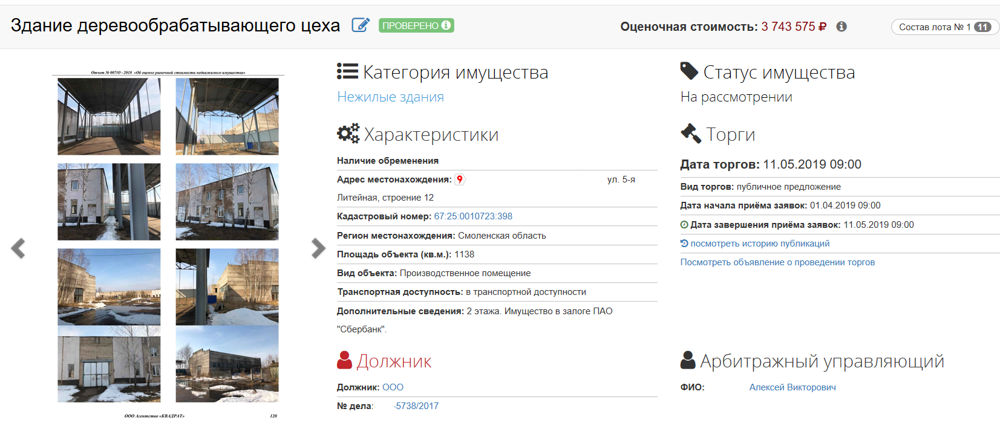 Здание деревообрабатывающего цеха ПРОВЕРЕНО
Оценочная стоимость: 3 743 575 ₽
Состав лота № 1 11
Отчет № 007/О - 2018 «Об оценке рыночной стоимости недвижимого имущества»
ООО Агентство «КВАДРАТ» 120
Категория имущества
Нежилые здания
Характеристики
Наличие обременения
Адрес местонахождения: ул. 5-я
Литейная, строение 12
Кадастровый номер: 67:25:0010723:398
Регион местонахождения: Смоленская область
Площадь объекта (кв.м.): 1138
Вид объекта: Производственное помещение
Транспортная доступность: в транспортной доступности
Дополнительные сведения: 2 этажа. Имущество в залоге ПАО
"Сбербанк".
Должник
Должник: ООО
№ дела: -5738/2017
Статус имущества
На рассмотрении
Торги
Дата торгов: 11.05.2019 09:00
Вид торгов: публичное предложение
Дата начала приёма заявок: 01.04.2019 09:00
Дата завершения приёма заявок: 11.05.2019 09:00
посмотреть историю публикаций
Посмотреть объявление о проведении торгов
Арбитражный управляющий
ФИО: Алексей Викторович